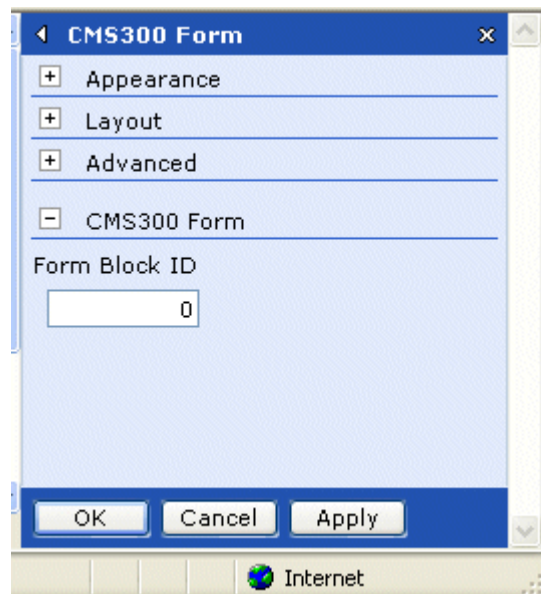 CMS300 Form
Appearance
Layout
Advanced
CMS300 Form
Form Block ID
0
OK Cancel Apply
Internet